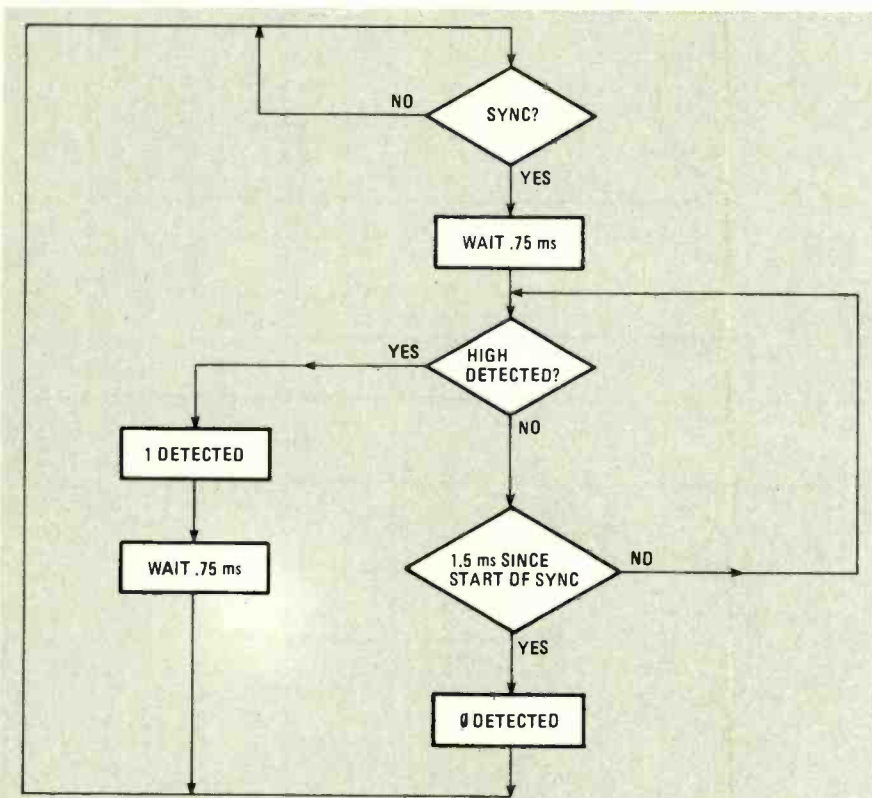 SYNC?
NO
YES
WAIT .75 ms
YES
HIGH
DETECTED?
NO
1 DETECTED
WAIT .75 ms
1.5 ms SINCE
START OF SYNC
NO
YES
0 DETECTED